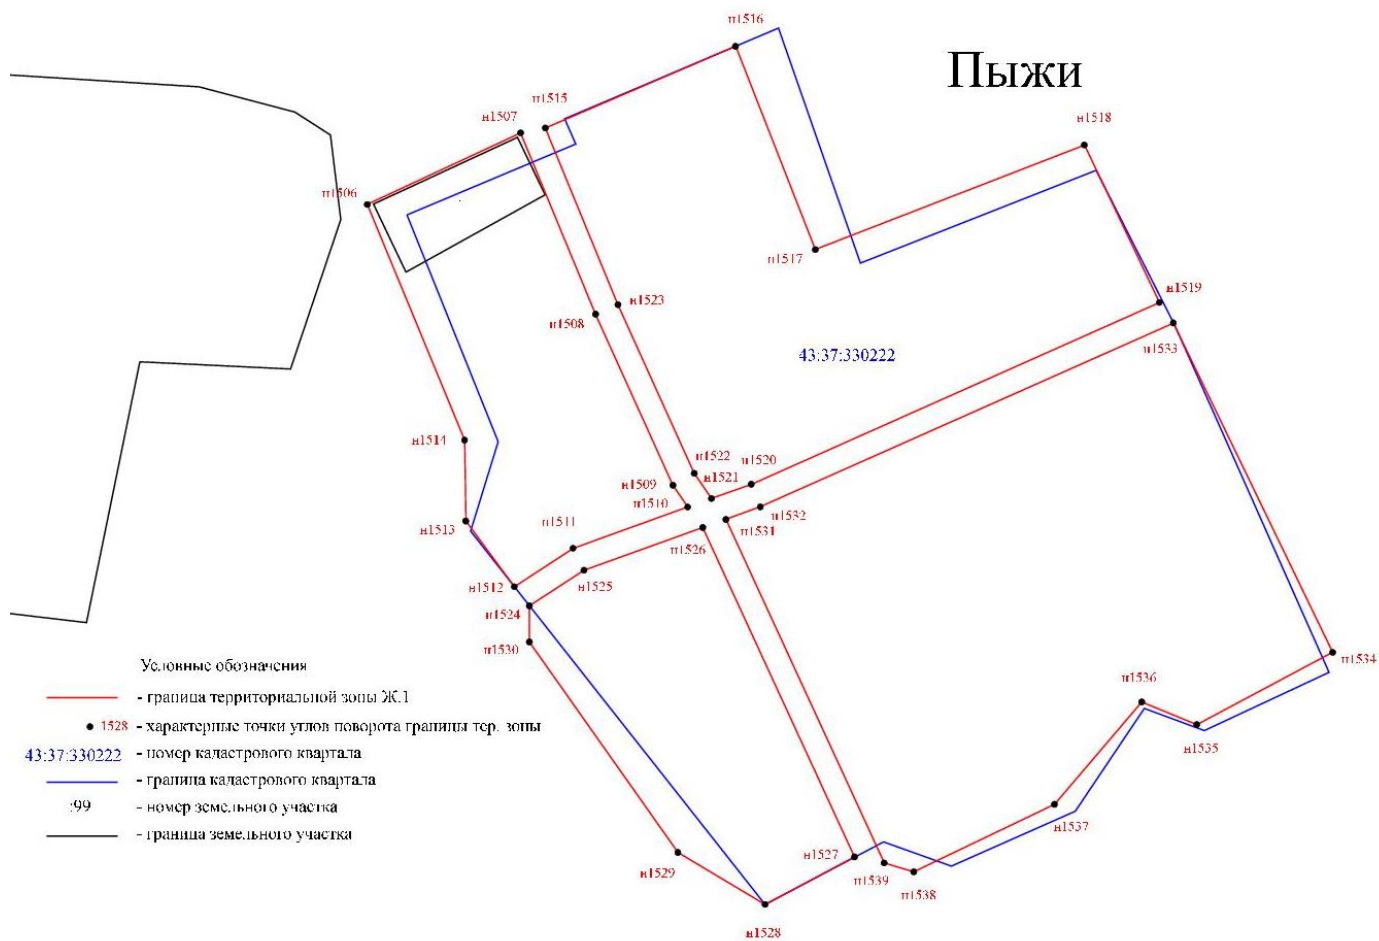 Пыжи
н1516
н1515
н1507
н1518
н1506
н1517
н1519
н1523
н1508
н1533
43:37:330222
н1514
н1522
н1520
н1509
н1521
н1510
н1532
н1513
н1511
н1531
н1526
н1512
н1525
н1524
н1530
н1534
н1536
н1535
н1537
н1527
н1529
н1539
н1538
н1528
Условные обозначения
- граница территориальной зоны Ж.1
1528 - характерные точки углов поворота границы тер. зоны
43:37:330222 - номер кадастрового квартала
- граница кадастрового квартала
:99 - номер земельного участка
- граница земельного участка